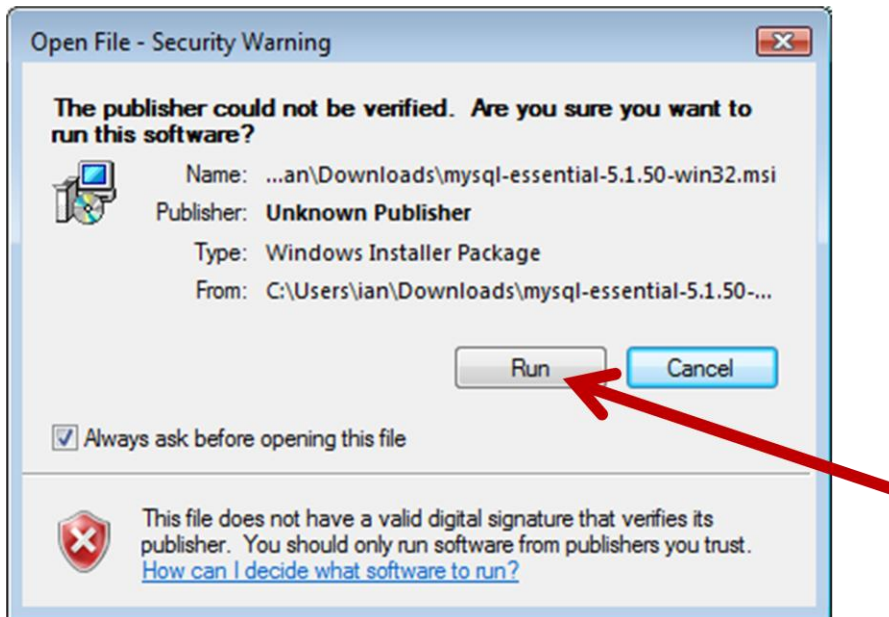 Open File - Security Warning
The publisher could not be verified. Are you sure you want to
run this software?
Name: ...an\Downloads\mysql-essential-5.1.50-win32.msi
Publisher: Unknown Publisher
Type: Windows Installer Package
From: C:\Users\ian\Downloads\mysql-essential-5.1.50-...
Run Cancel
Always ask before opening this file
This file does not have a valid digital signature that verifies its
publisher. You should only run software from publishers you trust.
How can I decide what software to run?